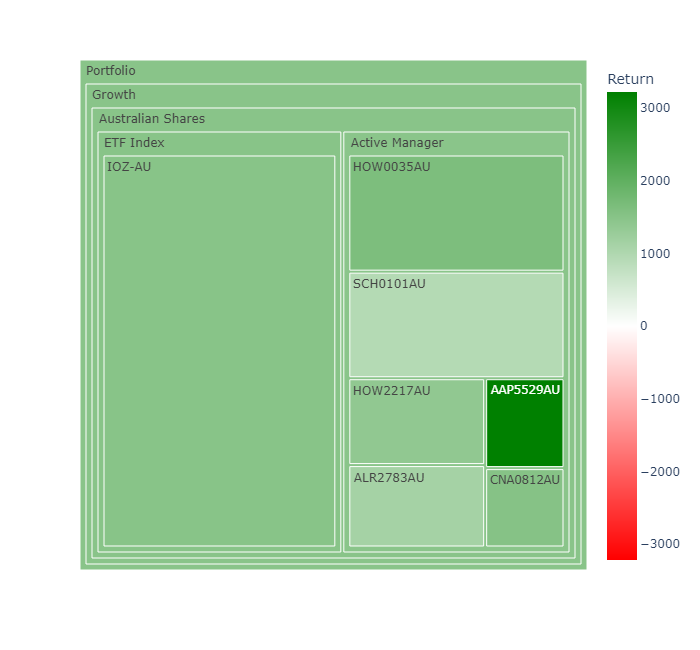 Portfolio
Growth
Australian Shares
ETF Index
IOZ-AU
Active Manager
HOW0035AU
SCH0101AU
HOW2217AU
AAP5529AU
ALR2783AU
CNA0812AU
Return
3000
2000
1000
0
−1000
−2000
−3000